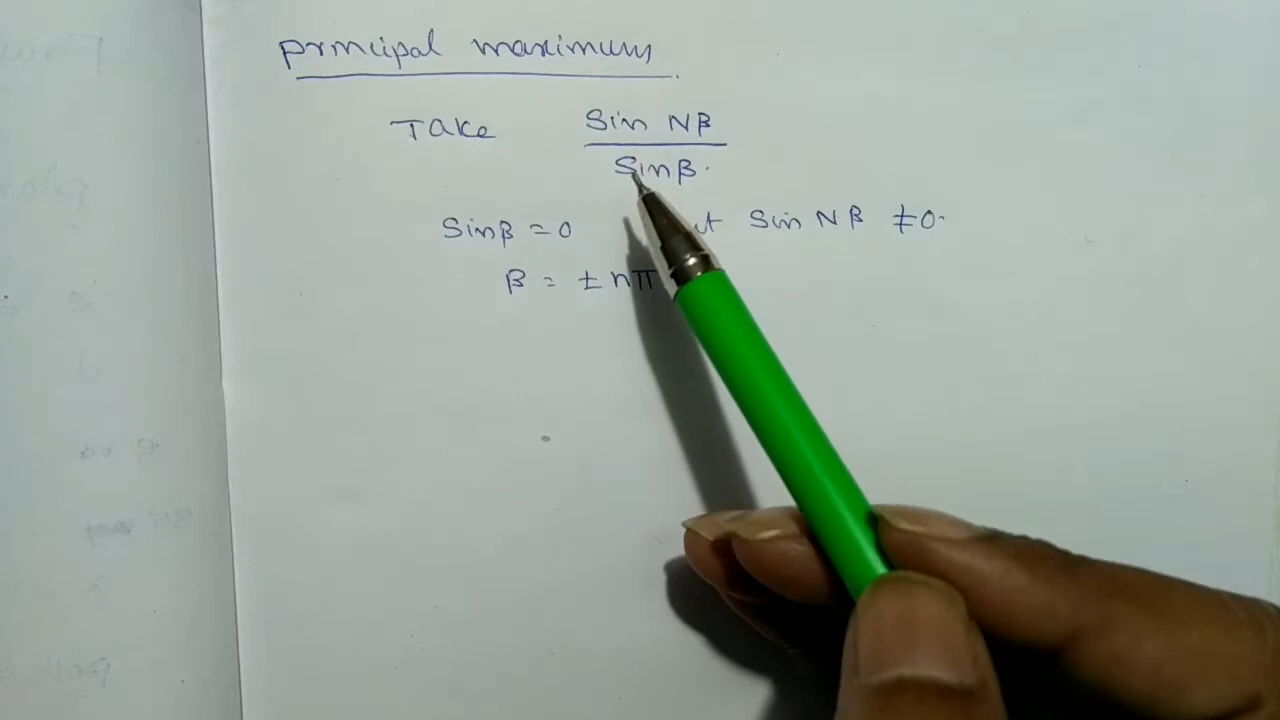 principal maximum
Take Sin Nβ
Sinβ.
Sinβ = 0 Sin Nβ ≠0.
β = ± nπ